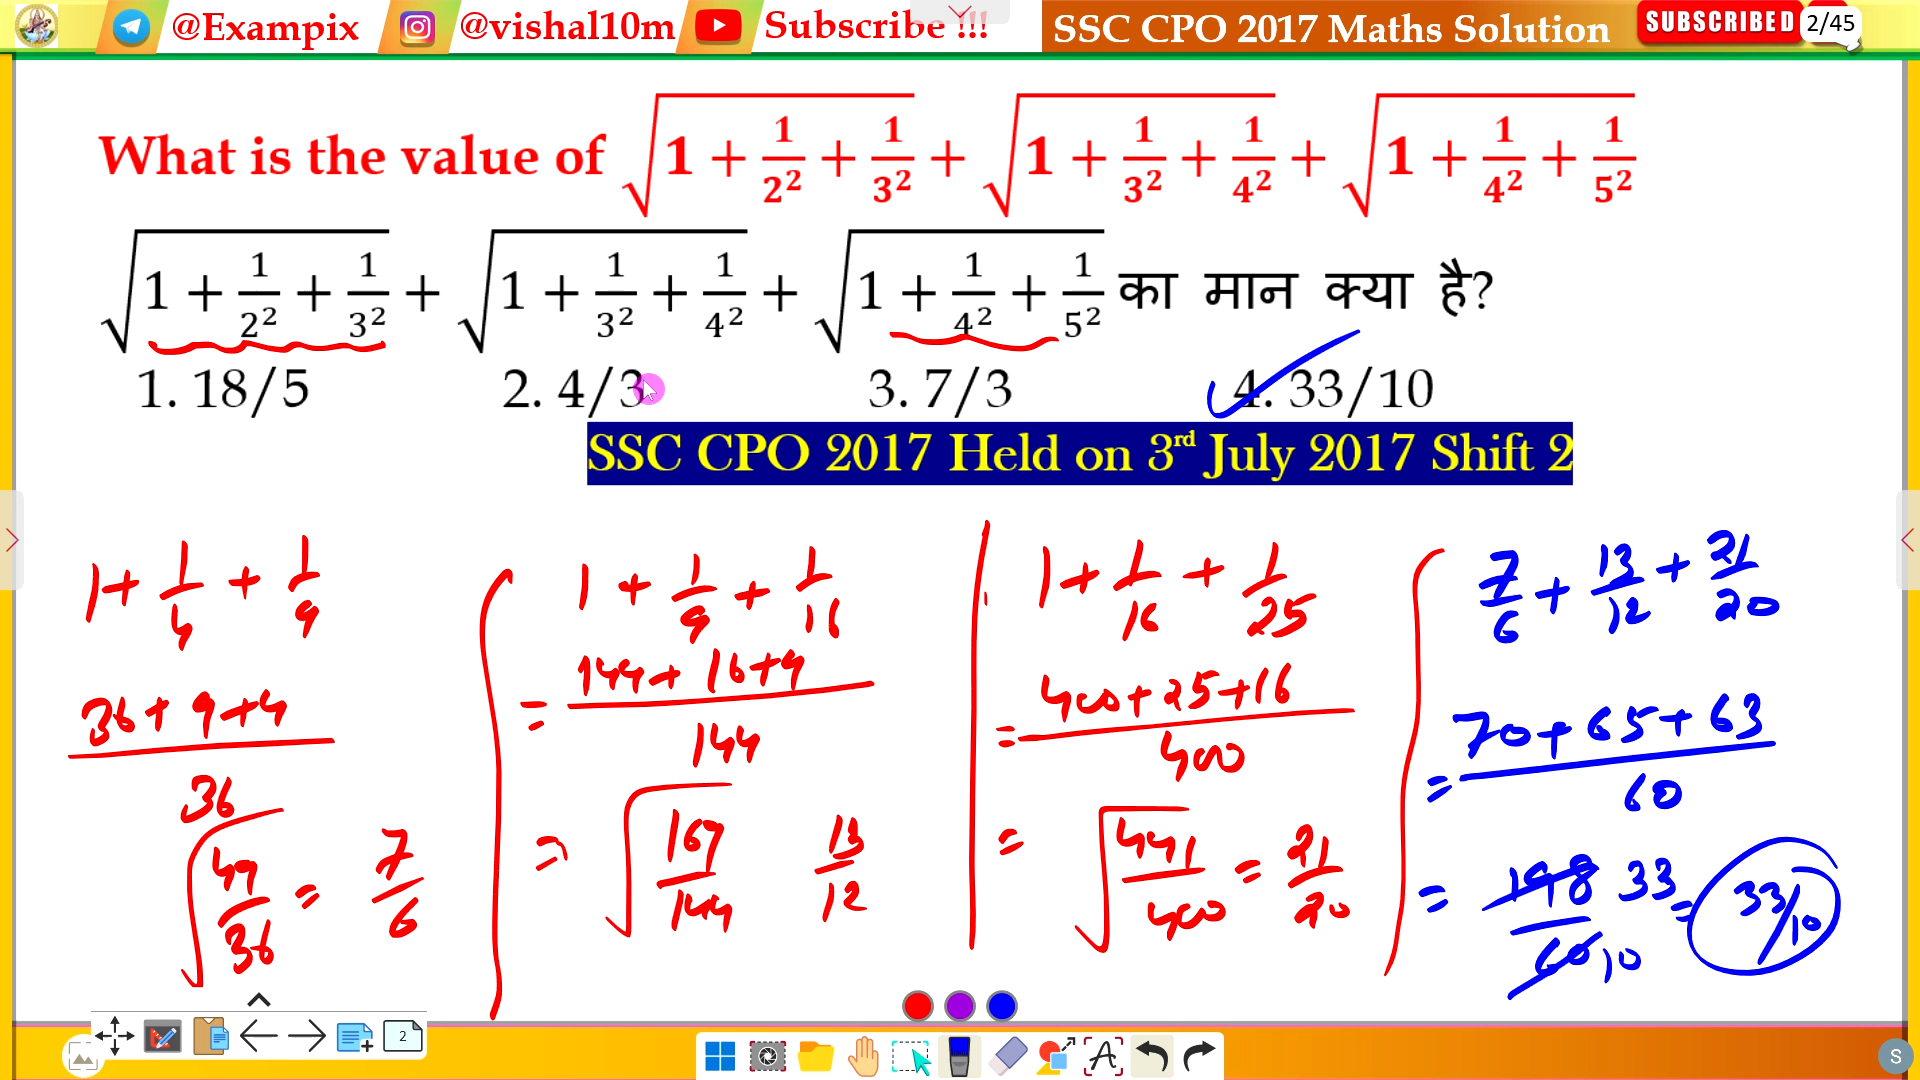 @Exampix @vishal10m Subscribe !!! SSC CPO 2017 Maths Solution SUBSCRIBED 2/45
What is the value of √(1 + 1/2² + 1/3²) + √(1 + 1/3² + 1/4²) + √(1 + 1/4² + 1/5²)
√(1 + 1/2² + 1/3²) + √(1 + 1/3² + 1/4²) + √(1 + 1/4² + 1/5²) का मान क्या है?
1. 18/5 2. 4/3 3. 7/3 4. 33/10
SSC CPO 2017 Held on 3rd July 2017 Shift 2
1 + 1/4 + 1/9
(36 + 9 + 4)/36
√(49/36) = 7/6
1 + 1/9 + 1/16
= (144 + 16 + 9)/144
= √(169/144) 13/12
1 + 1/16 + 1/25
= (400 + 25 + 16)/400
= √(441/400) = 21/20
7/6 + 13/12 + 21/20
= (70 + 65 + 63)/60
= 198/60 33 10 = 33/10
2
S